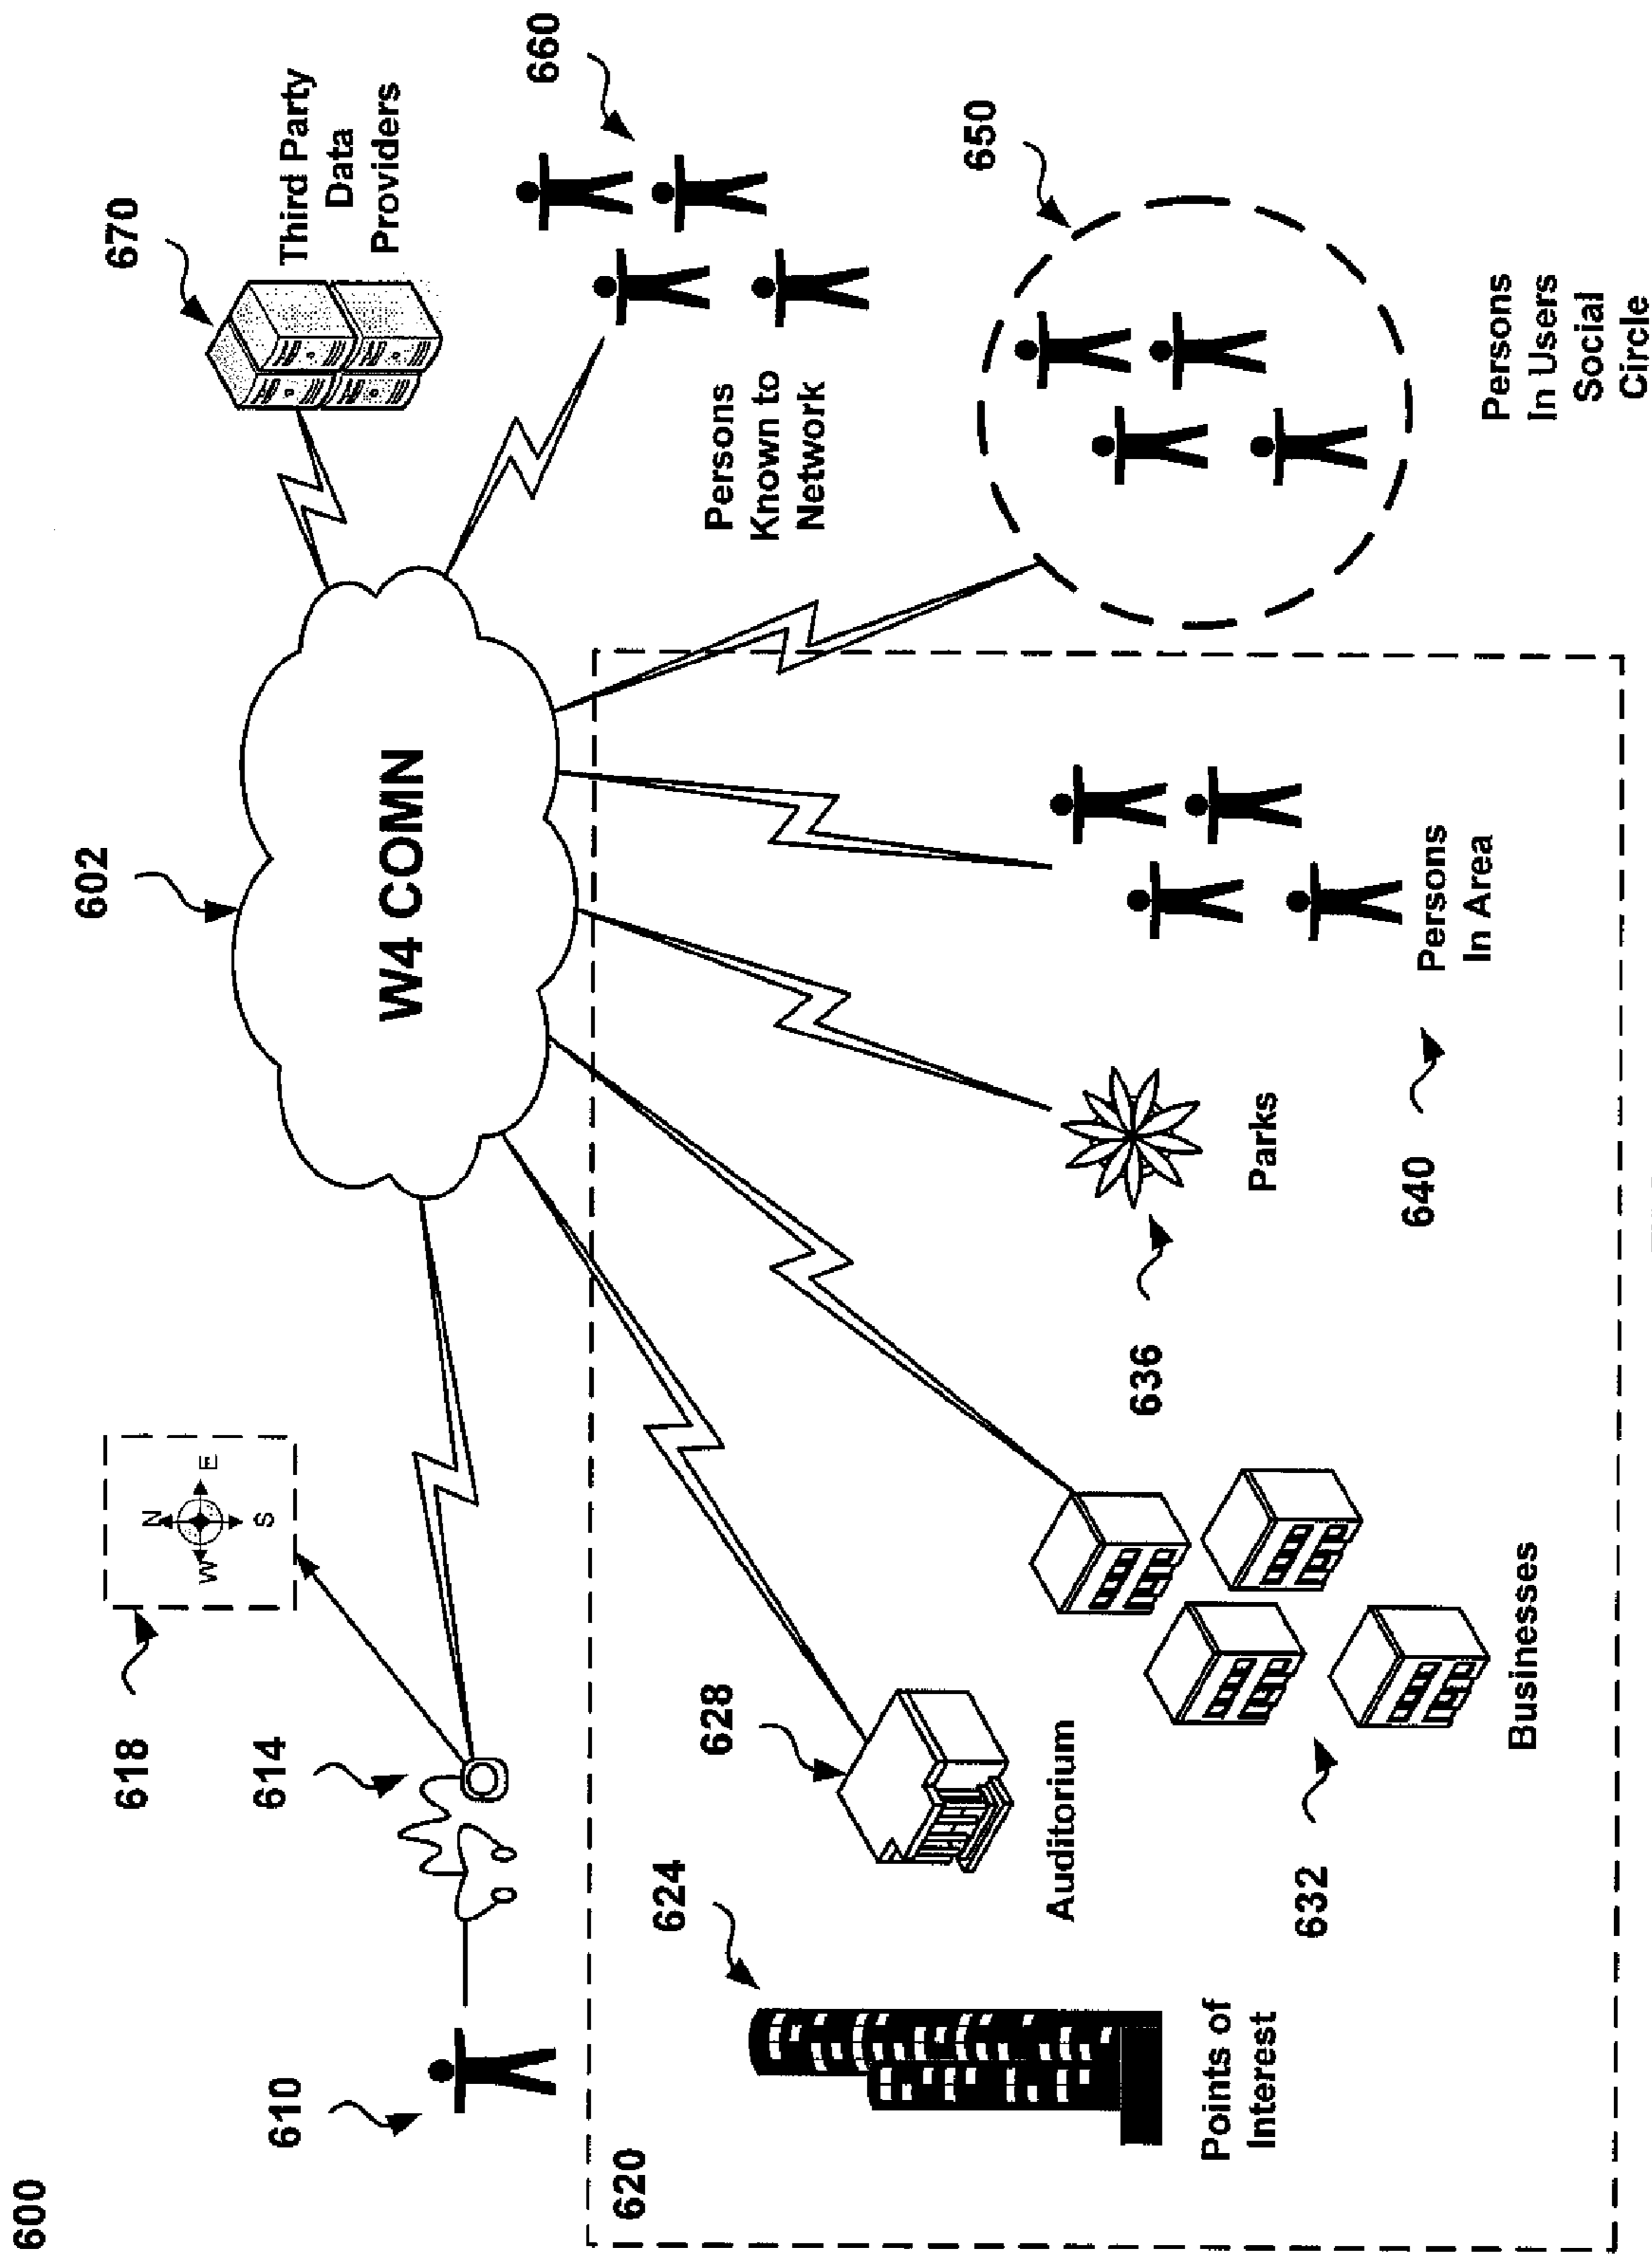 600
602
W4 COMN
670
Third Party
Data
Providers
660
Persons
Known to
Network
650
Persons
In Users
Social
Circle
618
N
W
E
S
614
610
620
624
Points of
Interest
628
Auditorium
632
Businesses
636
Parks
640
Persons
In Area